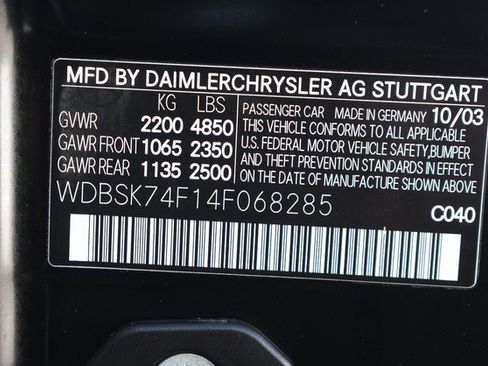 MFD BY DAIMLERCHRYSLER AG STUTTGART
KG LBS
GVWR 2200 4850
GAWR FRONT 1065 2350
GAWR REAR 1135 2500
PASSENGER CAR MADE IN GERMANY 10/03
THIS VEHICLE CONFORMS TO ALL APPLICABLE
U.S. FEDERAL MOTOR VEHICLE SAFETY, BUMPER
AND THEFT PREVENTION STANDARDS IN EFFECT
ON THE DATE OF MANUFACTURE SHOWN ABOVE
WDBSK74F14F068285
C040